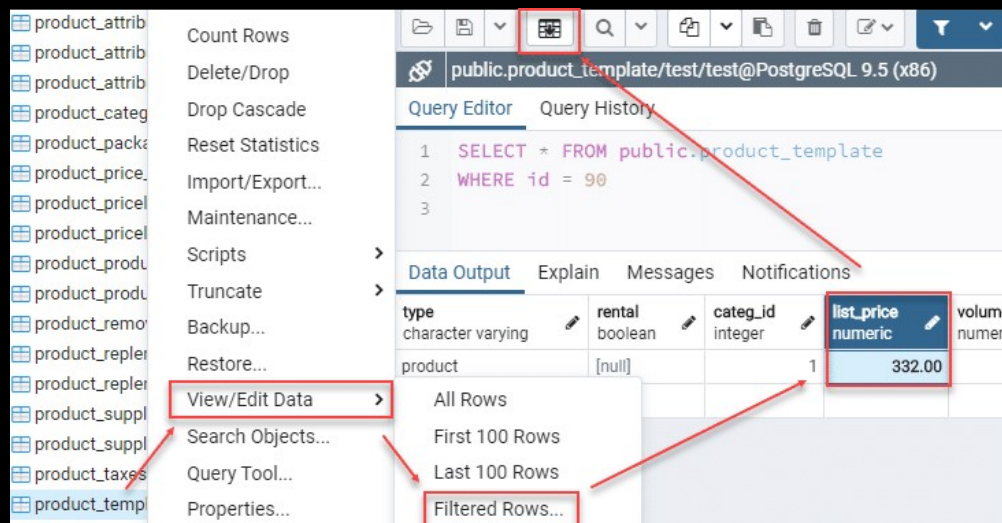 product_attrib
product_attrib
product_attrib
product_categ
product_packa
product_price_
product_pricel
product_pricel
product_produ
product_produ
product_remov
product_repler
product_repler
product_suppl
product_suppl
product_taxes
product_templ
Count Rows
Delete/Drop
Drop Cascade
Reset Statistics
Import/Export...
Maintenance...
Scripts
Truncate
Backup...
Restore...
View/Edit Data
Search Objects...
Query Tool...
Properties...
All Rows
First 100 Rows
Last 100 Rows
Filtered Rows...
public.product_template/test/test@PostgreSQL 9.5 (x86)
Query Editor Query History
1 SELECT * FROM public.product_template
2 WHERE id = 90
3
Data Output Explain Messages Notifications
type rental categ_id list_price volum
character varying boolean integer numeric numer
product [null] 1 332.00